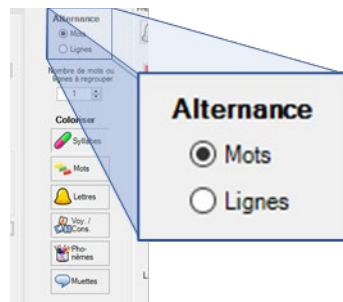 Alternance
Mots
Lignes
Nombre de mots ou
lignes à regrouper
1
Coloriser
Syllabes
Mots
Lettres
Voy. /
Cons.
Pho-
nèmes
Muettes
Alternance
Mots
Lignes